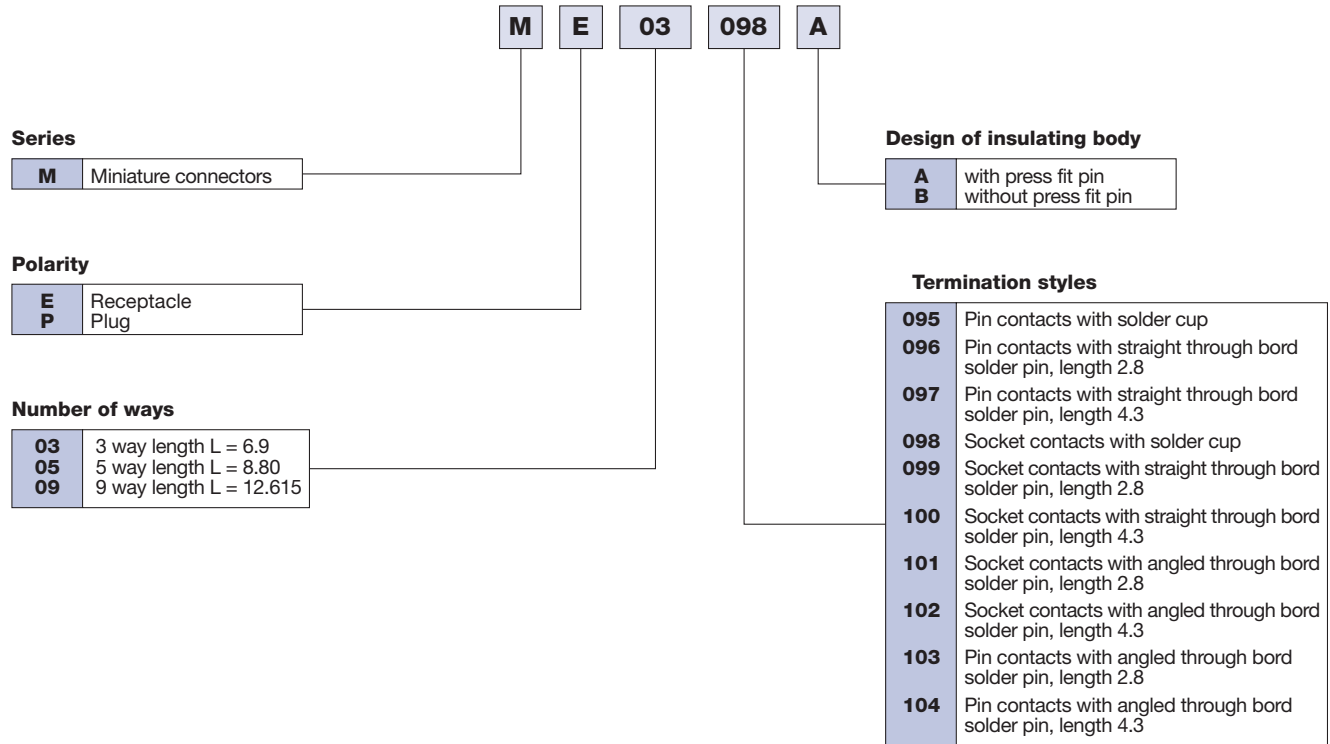 M E 03 098 A
Series
M Miniature connectors
Polarity
E Receptacle
P Plug
Number of ways
03 3 way length L = 6.9
05 5 way length L = 8.80
09 9 way length L = 12.615
Design of insulating body
A with press fit pin
B without press fit pin
Termination styles
095 Pin contacts with solder cup
096 Pin contacts with straight through bord
solder pin, length 2.8
097 Pin contacts with straight through bord
solder pin, length 4.3
098 Socket contacts with solder cup
099 Socket contacts with straight through bord
solder pin, length 2.8
100 Socket contacts with straight through bord
solder pin, length 4.3
101 Socket contacts with angled through bord
solder pin, length 2.8
102 Socket contacts with angled through bord
solder pin, length 4.3
103 Pin contacts with angled through bord
solder pin, length 2.8
104 Pin contacts with angled through bord
solder pin, length 4.3